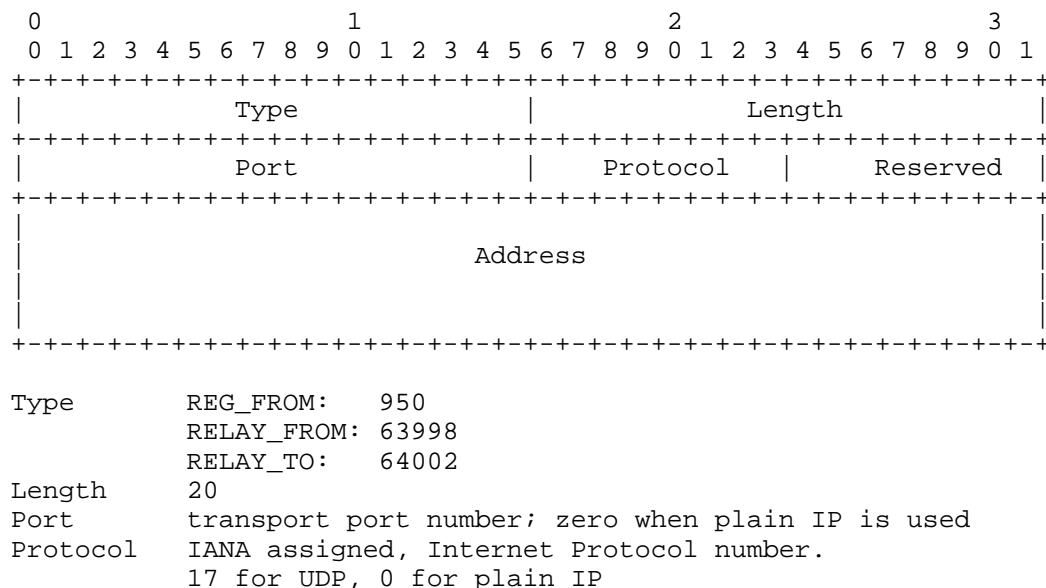 0                   1                   2                   3
 0 1 2 3 4 5 6 7 8 9 0 1 2 3 4 5 6 7 8 9 0 1 2 3 4 5 6 7 8 9 0 1
+-+-+-+-+-+-+-+-+-+-+-+-+-+-+-+-+-+-+-+-+-+-+-+-+-+-+-+-+-+-+-+-+
|             Type              |             Length            |
+-+-+-+-+-+-+-+-+-+-+-+-+-+-+-+-+-+-+-+-+-+-+-+-+-+-+-+-+-+-+-+-+
|             Port              |    Protocol   |     Reserved  |
+-+-+-+-+-+-+-+-+-+-+-+-+-+-+-+-+-+-+-+-+-+-+-+-+-+-+-+-+-+-+-+-+
|                                                               |
|                            Address                            |
|                                                               |
|                                                               |
+-+-+-+-+-+-+-+-+-+-+-+-+-+-+-+-+-+-+-+-+-+-+-+-+-+-+-+-+-+-+-+-+
Type       REG_FROM:   950
           RELAY_FROM: 63998
           RELAY_TO:   64002
Length     20
Port       transport port number; zero when plain IP is used
Protocol   IANA assigned, Internet Protocol number.
           17 for UDP, 0 for plain IP